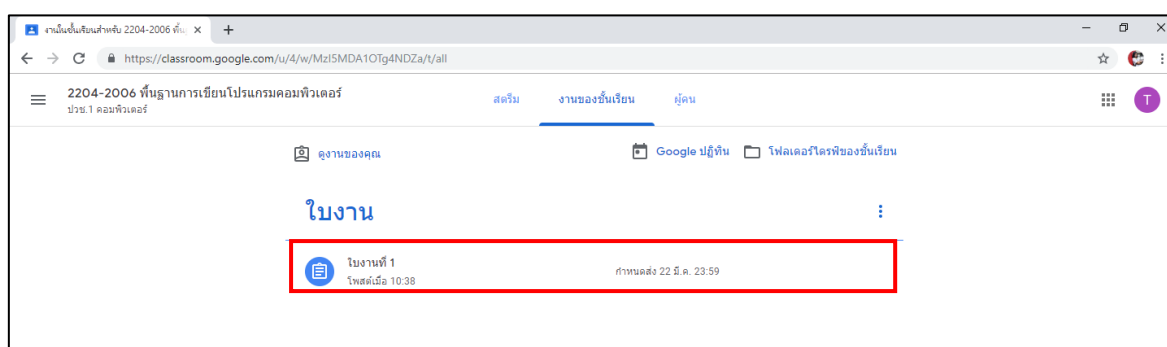 งานในชั้นเรียนสำหรับ 2204-2006 พื้น
https://classroom.google.com/u/4/w/MzI5MDA1OTg4NDZa/t/all
2204-2006 พื้นฐานการเขียนโปรแกรมคอมพิวเตอร์
ปวช.1 คอมพิวเตอร์
สตรีม งานของชั้นเรียน ผู้คน
T
ดูงานของคุณ
Google ปฏิทิน โฟลเดอร์ไดรฟ์ของชั้นเรียน
ใบงาน
ใบงานที่ 1
โพสต์เมื่อ 10:38
กำหนดส่ง 22 มี.ค. 23:59